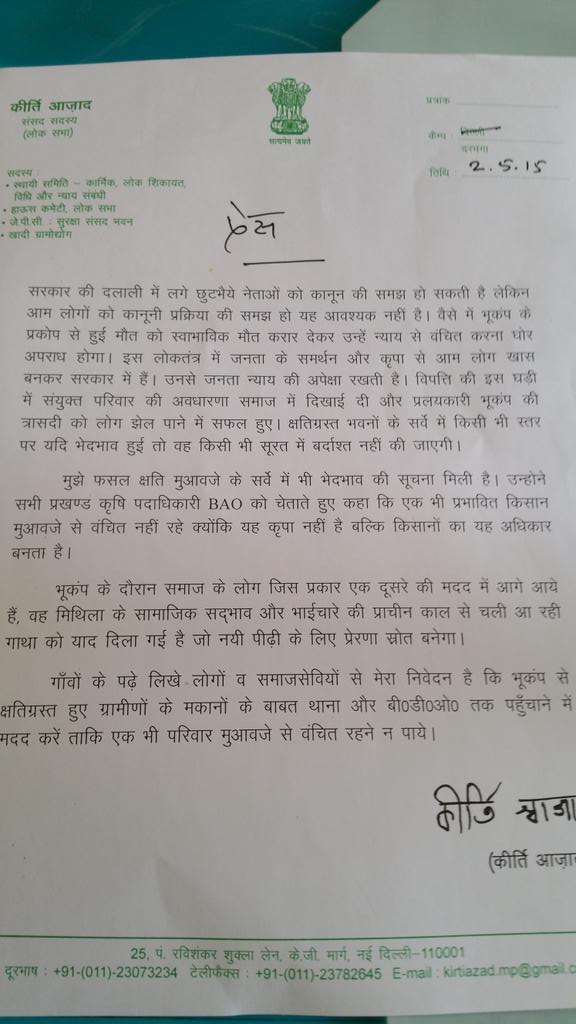 कीर्ति आज़ाद
संसद सदस्य
(लोक सभा)
सत्यमेव जयते
पत्रांक
कैम्प : दिल्ली
दरभंगा
तिथि : 2.5.15
सदस्य :
• स्थायी समिति – कार्मिक, लोक शिकायत,
विधि और न्याय संबंधी
• हाऊस कमेटी, लोक सभा
• जे.पी.सी. : सुरक्षा संसद भवन
• खादी ग्रामोद्योग
प्रेस
सरकार की दलाली में लगे छुटभैये नेताओं को कानून की समझ हो सकती है लेकिन
आम लोगों को कानूनी प्रक्रिया की समझ हो यह आवश्यक नहीं है। वैसे में भूकंप के
प्रकोप से हुई मौत को स्वाभाविक मौत करार देकर उन्हें न्याय से वंचित करना घोर
अपराध होगा। इस लोकतंत्र में जनता के समर्थन और कृपा से आम लोग खास
बनकर सरकार में हैं। उनसे जनता न्याय की अपेक्षा रखती है। विपत्ति की इस घड़ी
में संयुक्त परिवार की अवधारणा समाज में दिखाई दी और प्रलयकारी भूकंप की
त्रासदी को लोग झेल पाने में सफल हुए। क्षतिग्रस्त भवनों के सर्वे में किसी भी स्तर
पर यदि भेदभाव हुई तो वह किसी भी सूरत में बर्दाश्त नहीं की जाएगी।
मुझे फसल क्षति मुआवजे के सर्वे में भी भेदभाव की सूचना मिली है। उन्होने
सभी प्रखण्ड कृषि पदाधिकारी BAO को चेताते हुए कहा कि एक भी प्रभावित किसान
मुआवजे से वंचित नहीं रहे क्योंकि यह कृपा नहीं है बल्कि किसानों का यह अधिकार
बनता है।
भूकंप के दौरान समाज के लोग जिस प्रकार एक दूसरे की मदद में आगे आये
हैं, वह मिथिला के सामाजिक सद्भाव और भाईचारे की प्राचीन काल से चली आ रही
गाथा को याद दिला गई है जो नयी पीढ़ी के लिए प्रेरणा स्रोत बनेगा।
गाँवों के पढ़े लिखे लोगों व समाजसेवियों से मेरा निवेदन है कि भूकंप से
क्षतिग्रस्त हुए ग्रामीणों के मकानों के बाबत थाना और बी0डी0ओ0 तक पहुँचाने में
मदद करें ताकि एक भी परिवार मुआवजे से वंचित रहने न पाये।
कीर्ति आजा
(कीर्ति आज़ा
25, पं. रविशंकर शुक्ला लेन, के.जी. मार्ग, नई दिल्ली–110001
दूरभाष : +91-(011)-23073234 टेलीफैक्स : +91-(011)-23782645 E-mail : kirtiazad.mp@gmail.c